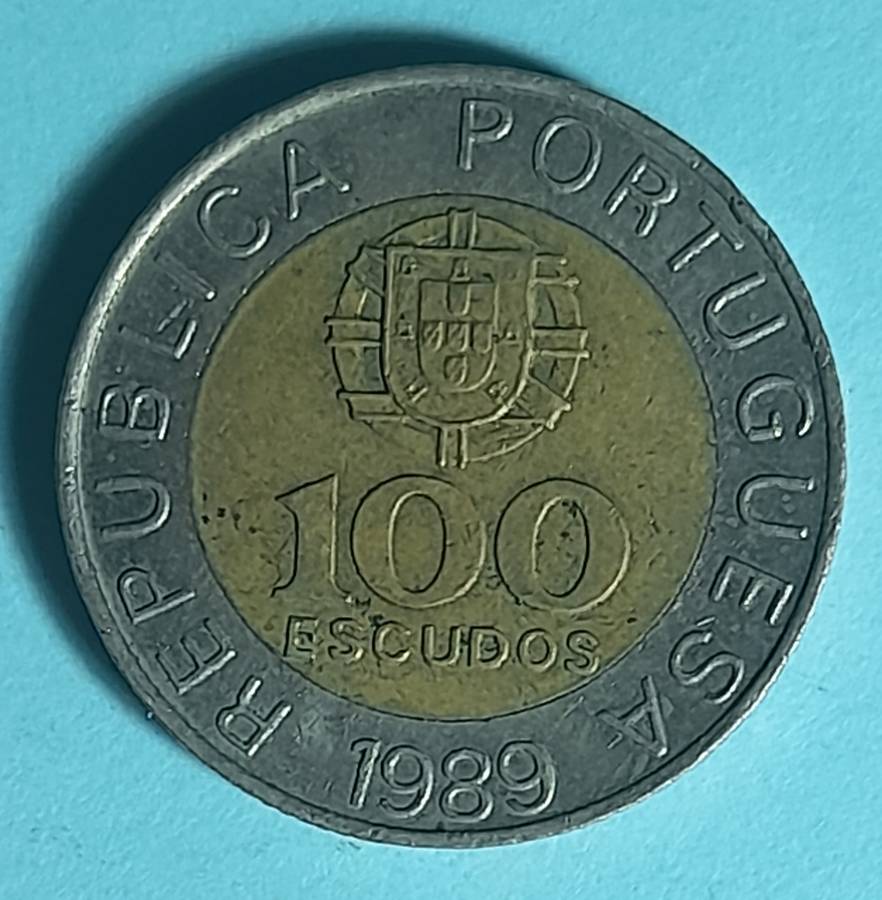 REPUBLICA PORTUGUESA
100
ESCUDOS
1989